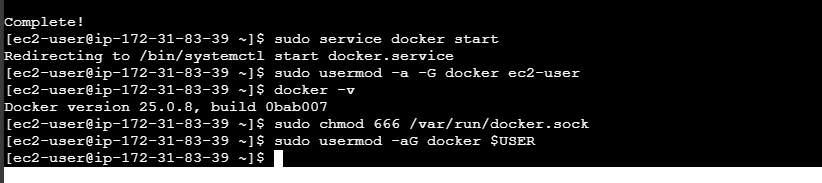 Complete!
[ec2-user@ip-172-31-83-39 ~]$ sudo service docker start
Redirecting to /bin/systemctl start docker.service
[ec2-user@ip-172-31-83-39 ~]$ sudo usermod -a -G docker ec2-user
[ec2-user@ip-172-31-83-39 ~]$ docker -v
Docker version 25.0.8, build 0bab007
[ec2-user@ip-172-31-83-39 ~]$ sudo chmod 666 /var/run/docker.sock
[ec2-user@ip-172-31-83-39 ~]$ sudo usermod -aG docker $USER
[ec2-user@ip-172-31-83-39 ~]$